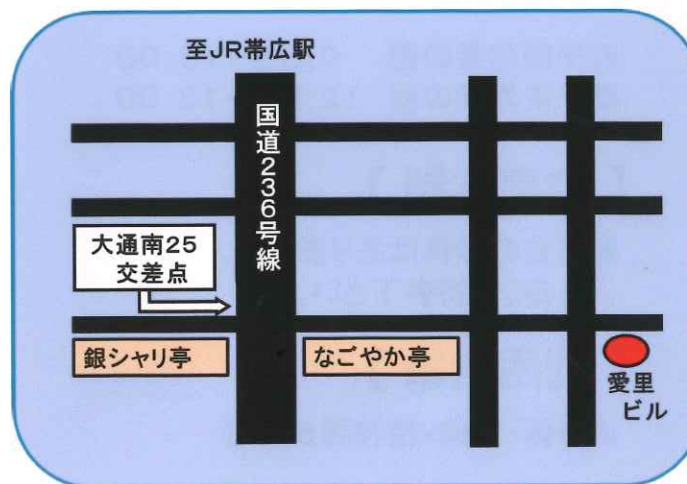 至JR帯広駅
国道236号線
大通南25
交差点
銀シャリ亭
なごやか亭
愛里
ビル